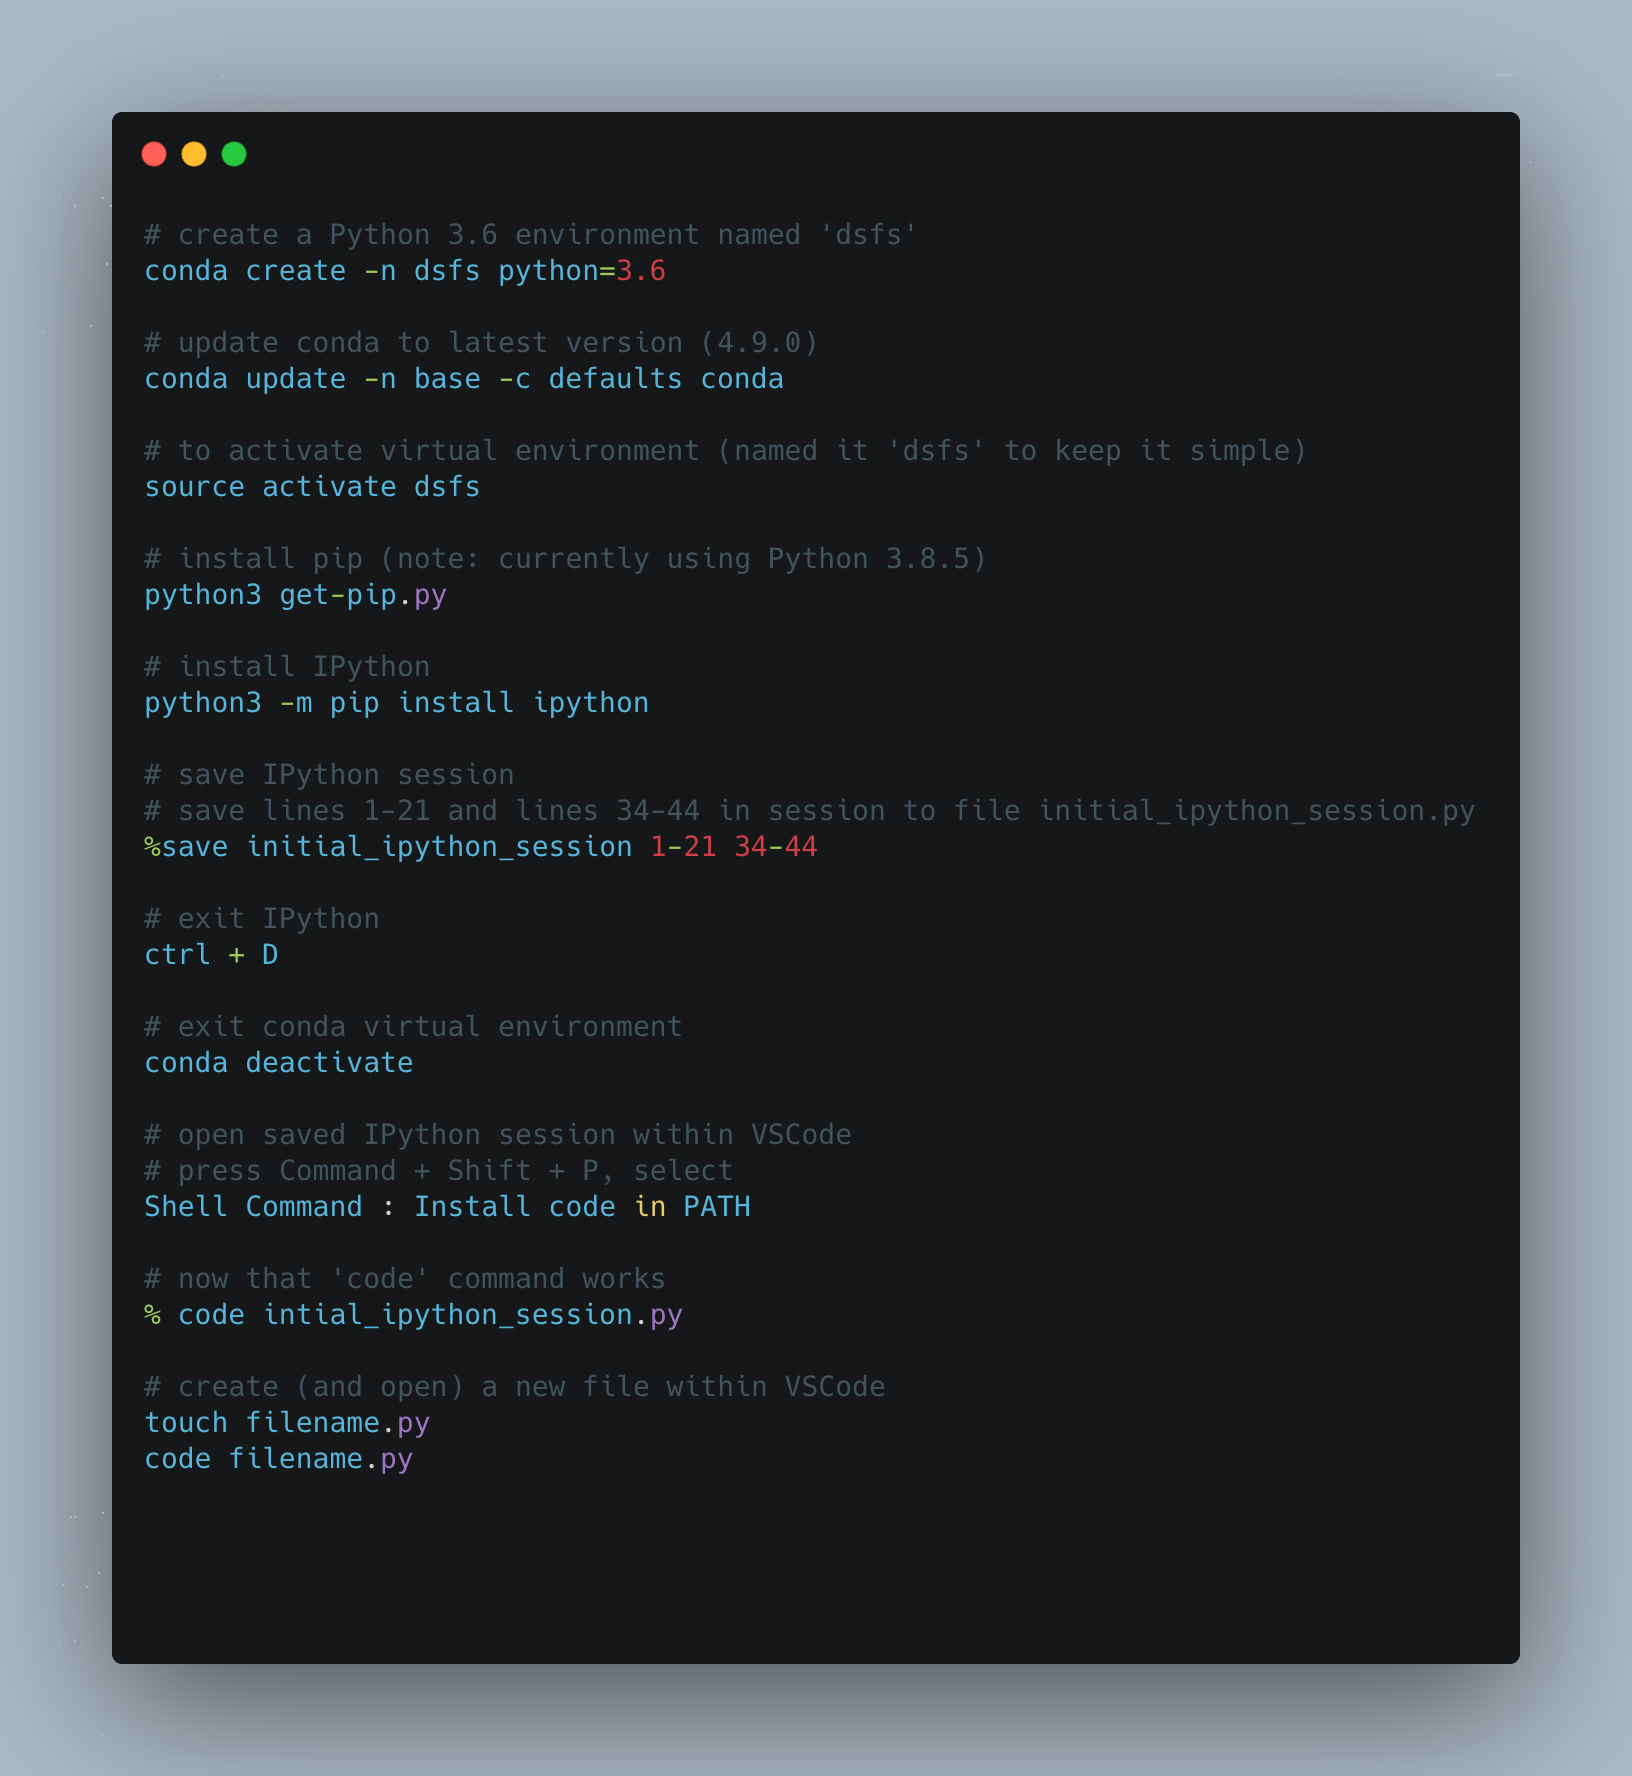 # create a Python 3.6 environment named 'dsfs'
conda create -n dsfs python=3.6
# update conda to latest version (4.9.0)
conda update -n base -c defaults conda
# to activate virtual environment (named it 'dsfs' to keep it simple)
source activate dsfs
# install pip (note: currently using Python 3.8.5)
python3 get-pip.py
# install IPython
python3 -m pip install ipython
# save IPython session
# save lines 1-21 and lines 34-44 in session to file initial_ipython_session.py
%save initial_ipython_session 1-21 34-44
# exit IPython
ctrl + D
# exit conda virtual environment
conda deactivate
# open saved IPython session within VSCode
# press Command + Shift + P, select
Shell Command : Install code in PATH
# now that 'code' command works
% code intial_ipython_session.py
# create (and open) a new file within VSCode
touch filename.py
code filename.py